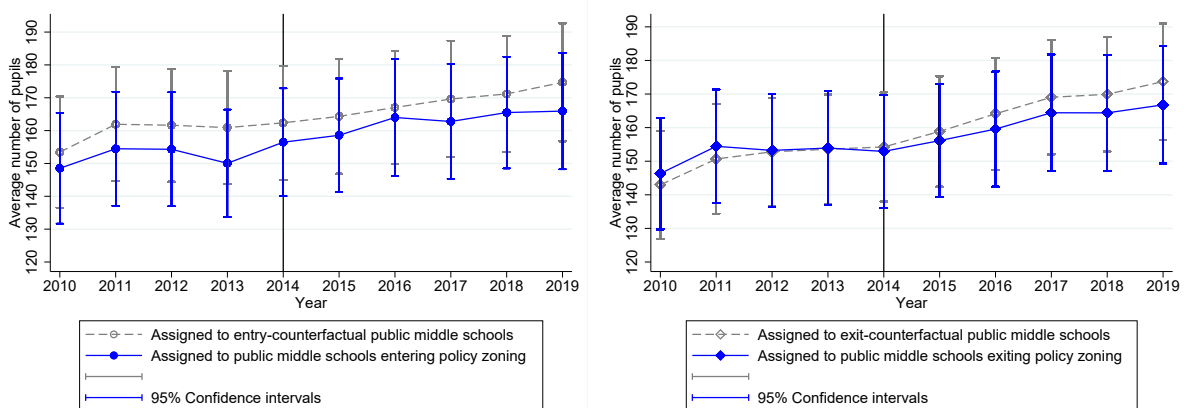 Average number of pupils
190
180
170
160
150
140
130
120
2010 2011 2012 2013 2014 2015 2016 2017 2018 2019
Year
Assigned to entry-counterfactual public middle schools
Assigned to public middle schools entering policy zoning
95% Confidence intervals
Average number of pupils
190
180
170
160
150
140
130
120
2010 2011 2012 2013 2014 2015 2016 2017 2018 2019
Year
Assigned to exit-counterfactual public middle schools
Assigned to public middle schools exiting policy zoning
95% Confidence intervals